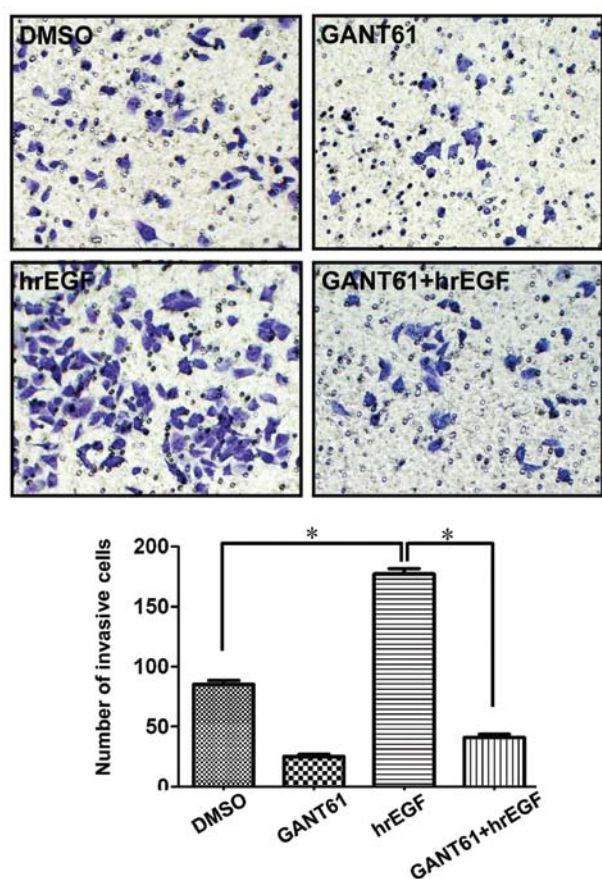 DMSO
GANT61
hrEGF
GANT61+hrEGF
* *
200
150
100
50
0
Number of invasive cells
DMSO
GANT61
hrEGF
GANT61+hrEGF